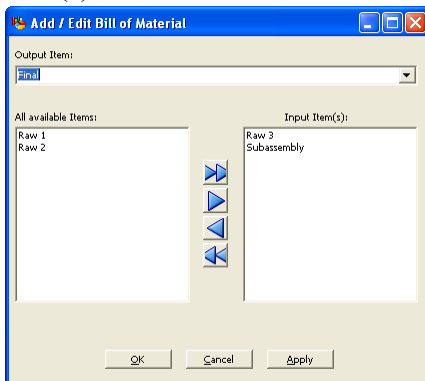 Add / Edit Bill of Material
Output Item:
Final
All available Items:
Raw 1
Raw 2
Input Item(s):
Raw 3
Subassembly
OK
Cancel
Apply